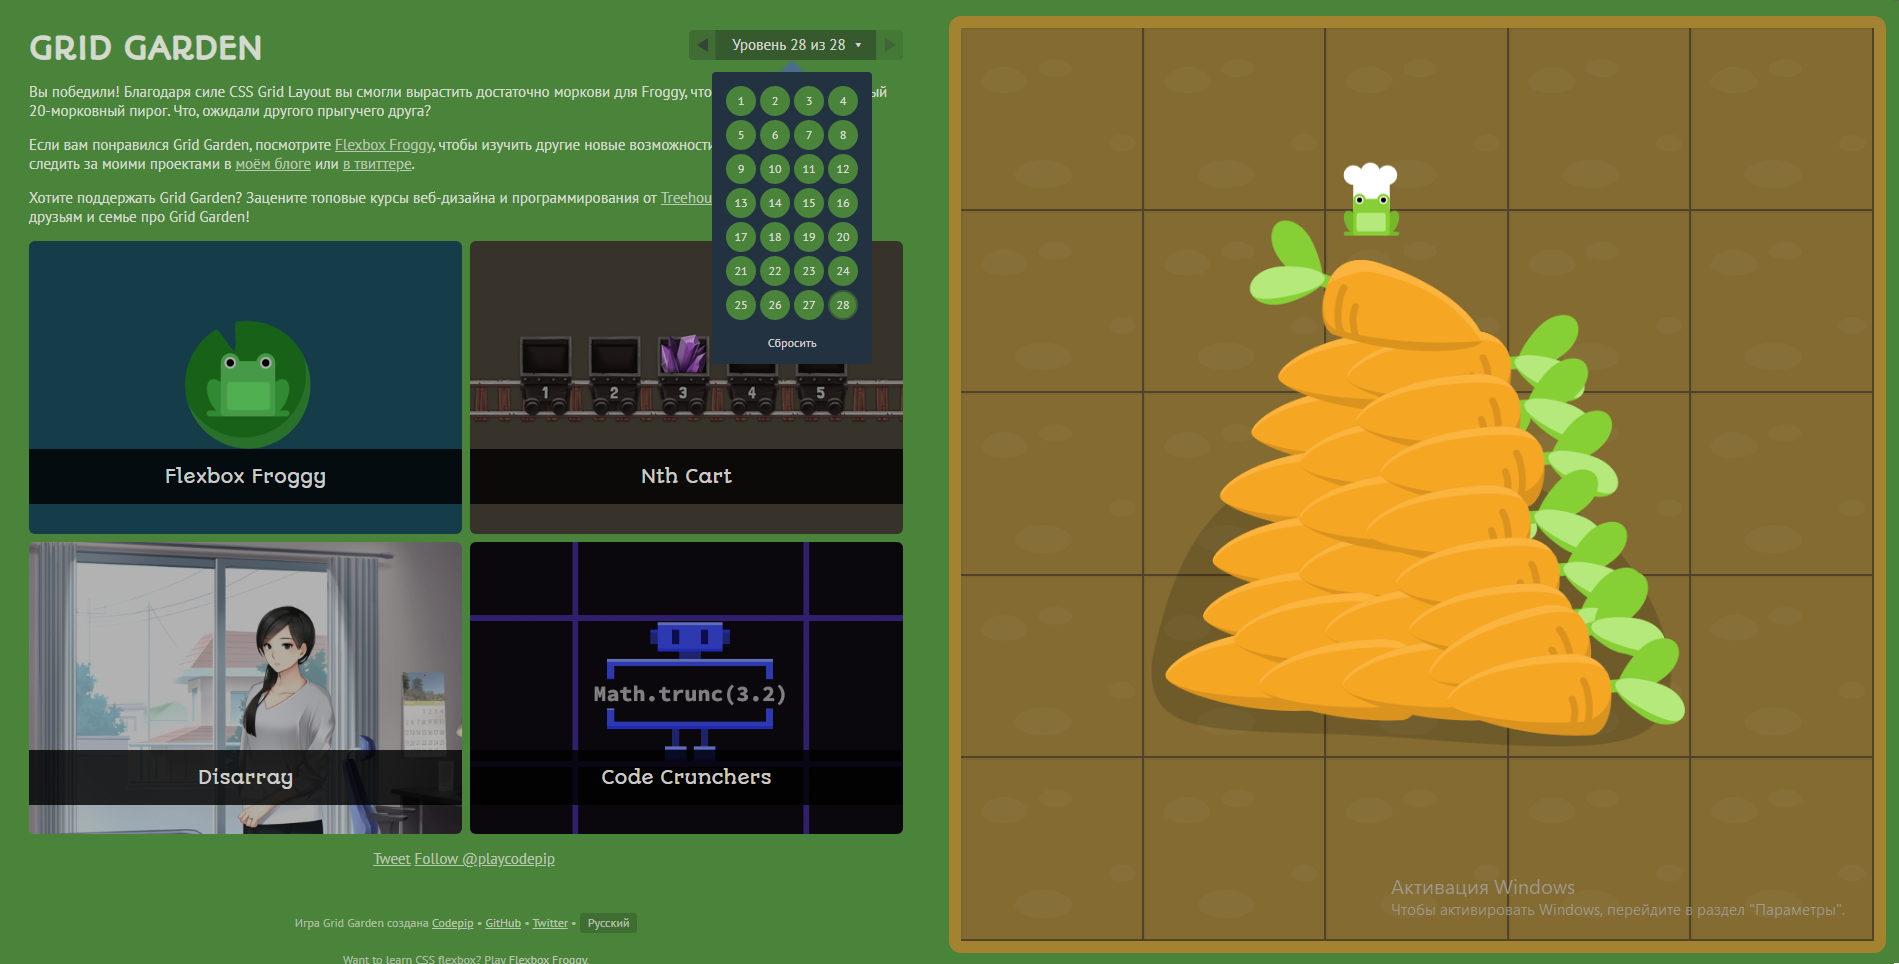 GRID GARDEN
Уровень 28 из 28
Вы победили! Благодаря силе CSS Grid Layout вы смогли вырастить достаточно моркови для Froggy, что
20-морковный пирог. Что, ожидали другого прыгучего друга?
Если вам понравился Grid Garden, посмотрите Flexbox Froggy, чтобы изучить другие новые
следить за моими проектами в моём блоге или в твиттере.
Хотите поддержать Grid Garden? Зацените топовые курсы веб-дизайна и программирования от
друзьям и семье про Grid Garden!
1 2 3 4
5 6 7 8
9 10 11 12
13 14 15 16
17 18 19 20
21 22 23 24
25 26 27 28
Сбросить
1 2 3 4 5
Flexbox Froggy
Nth Cart
Math.trunc(3.2)
Disarray
Code Crunchers
Tweet Follow @playcodepip
Игра Grid Garden создана Codepip • GitHub • Twitter • Русский
Want to learn CSS flexbox? Play Flexbox Froggy.
Активация Windows
Чтобы активировать Windows, перейдите в раздел "Параметры".